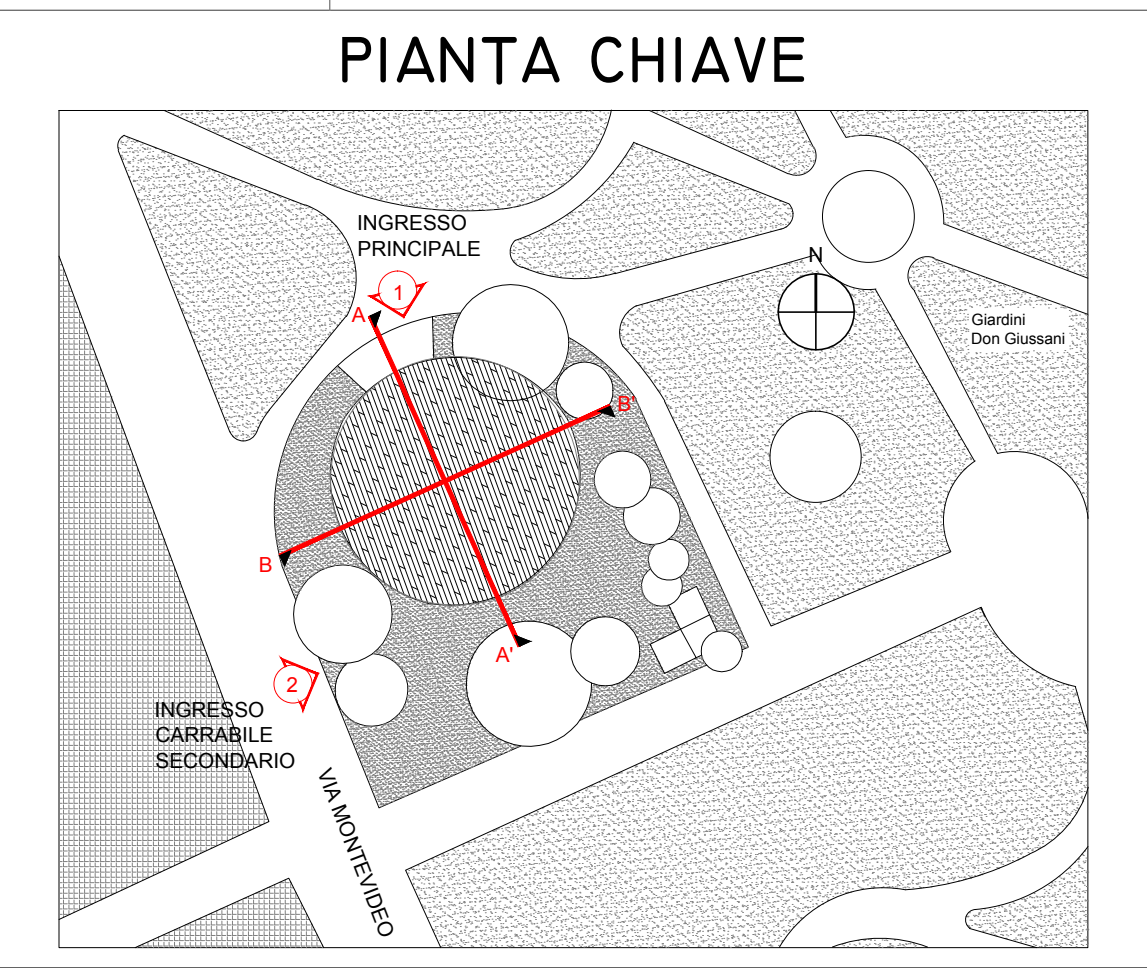 PIANTA CHIAVE
INGRESSO
PRINCIPALE
N
1
A
Giardini
Don Giussani
B'
B
A'
2
INGRESSO
CARRABILE
SECONDARIO
VIA MONTEVIDEO